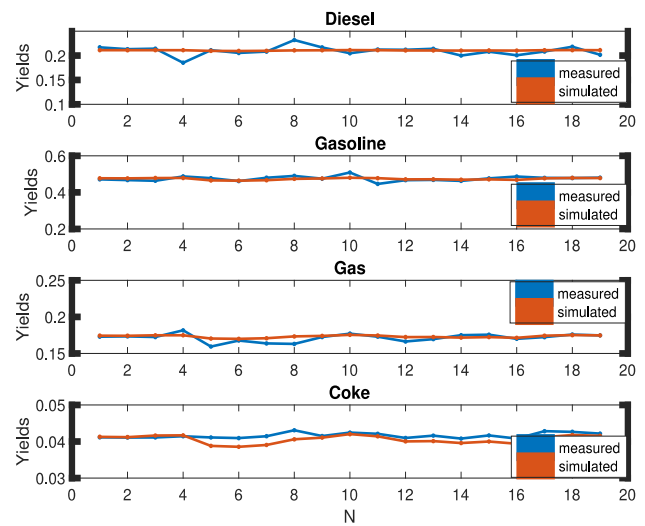 Diesel
Yields
0.2
0.15
0.1
measured
simulated
0 2 4 6 8 10 12 14 16 18 20
Gasoline
Yields
0.6
0.4
0.2
measured
simulated
0 2 4 6 8 10 12 14 16 18 20
Gas
Yields
0.25
0.2
0.15
measured
simulated
0 2 4 6 8 10 12 14 16 18 20
Coke
Yields
0.05
0.04
0.03
measured
simulated
0 2 4 6 8 10 12 14 16 18 20
N